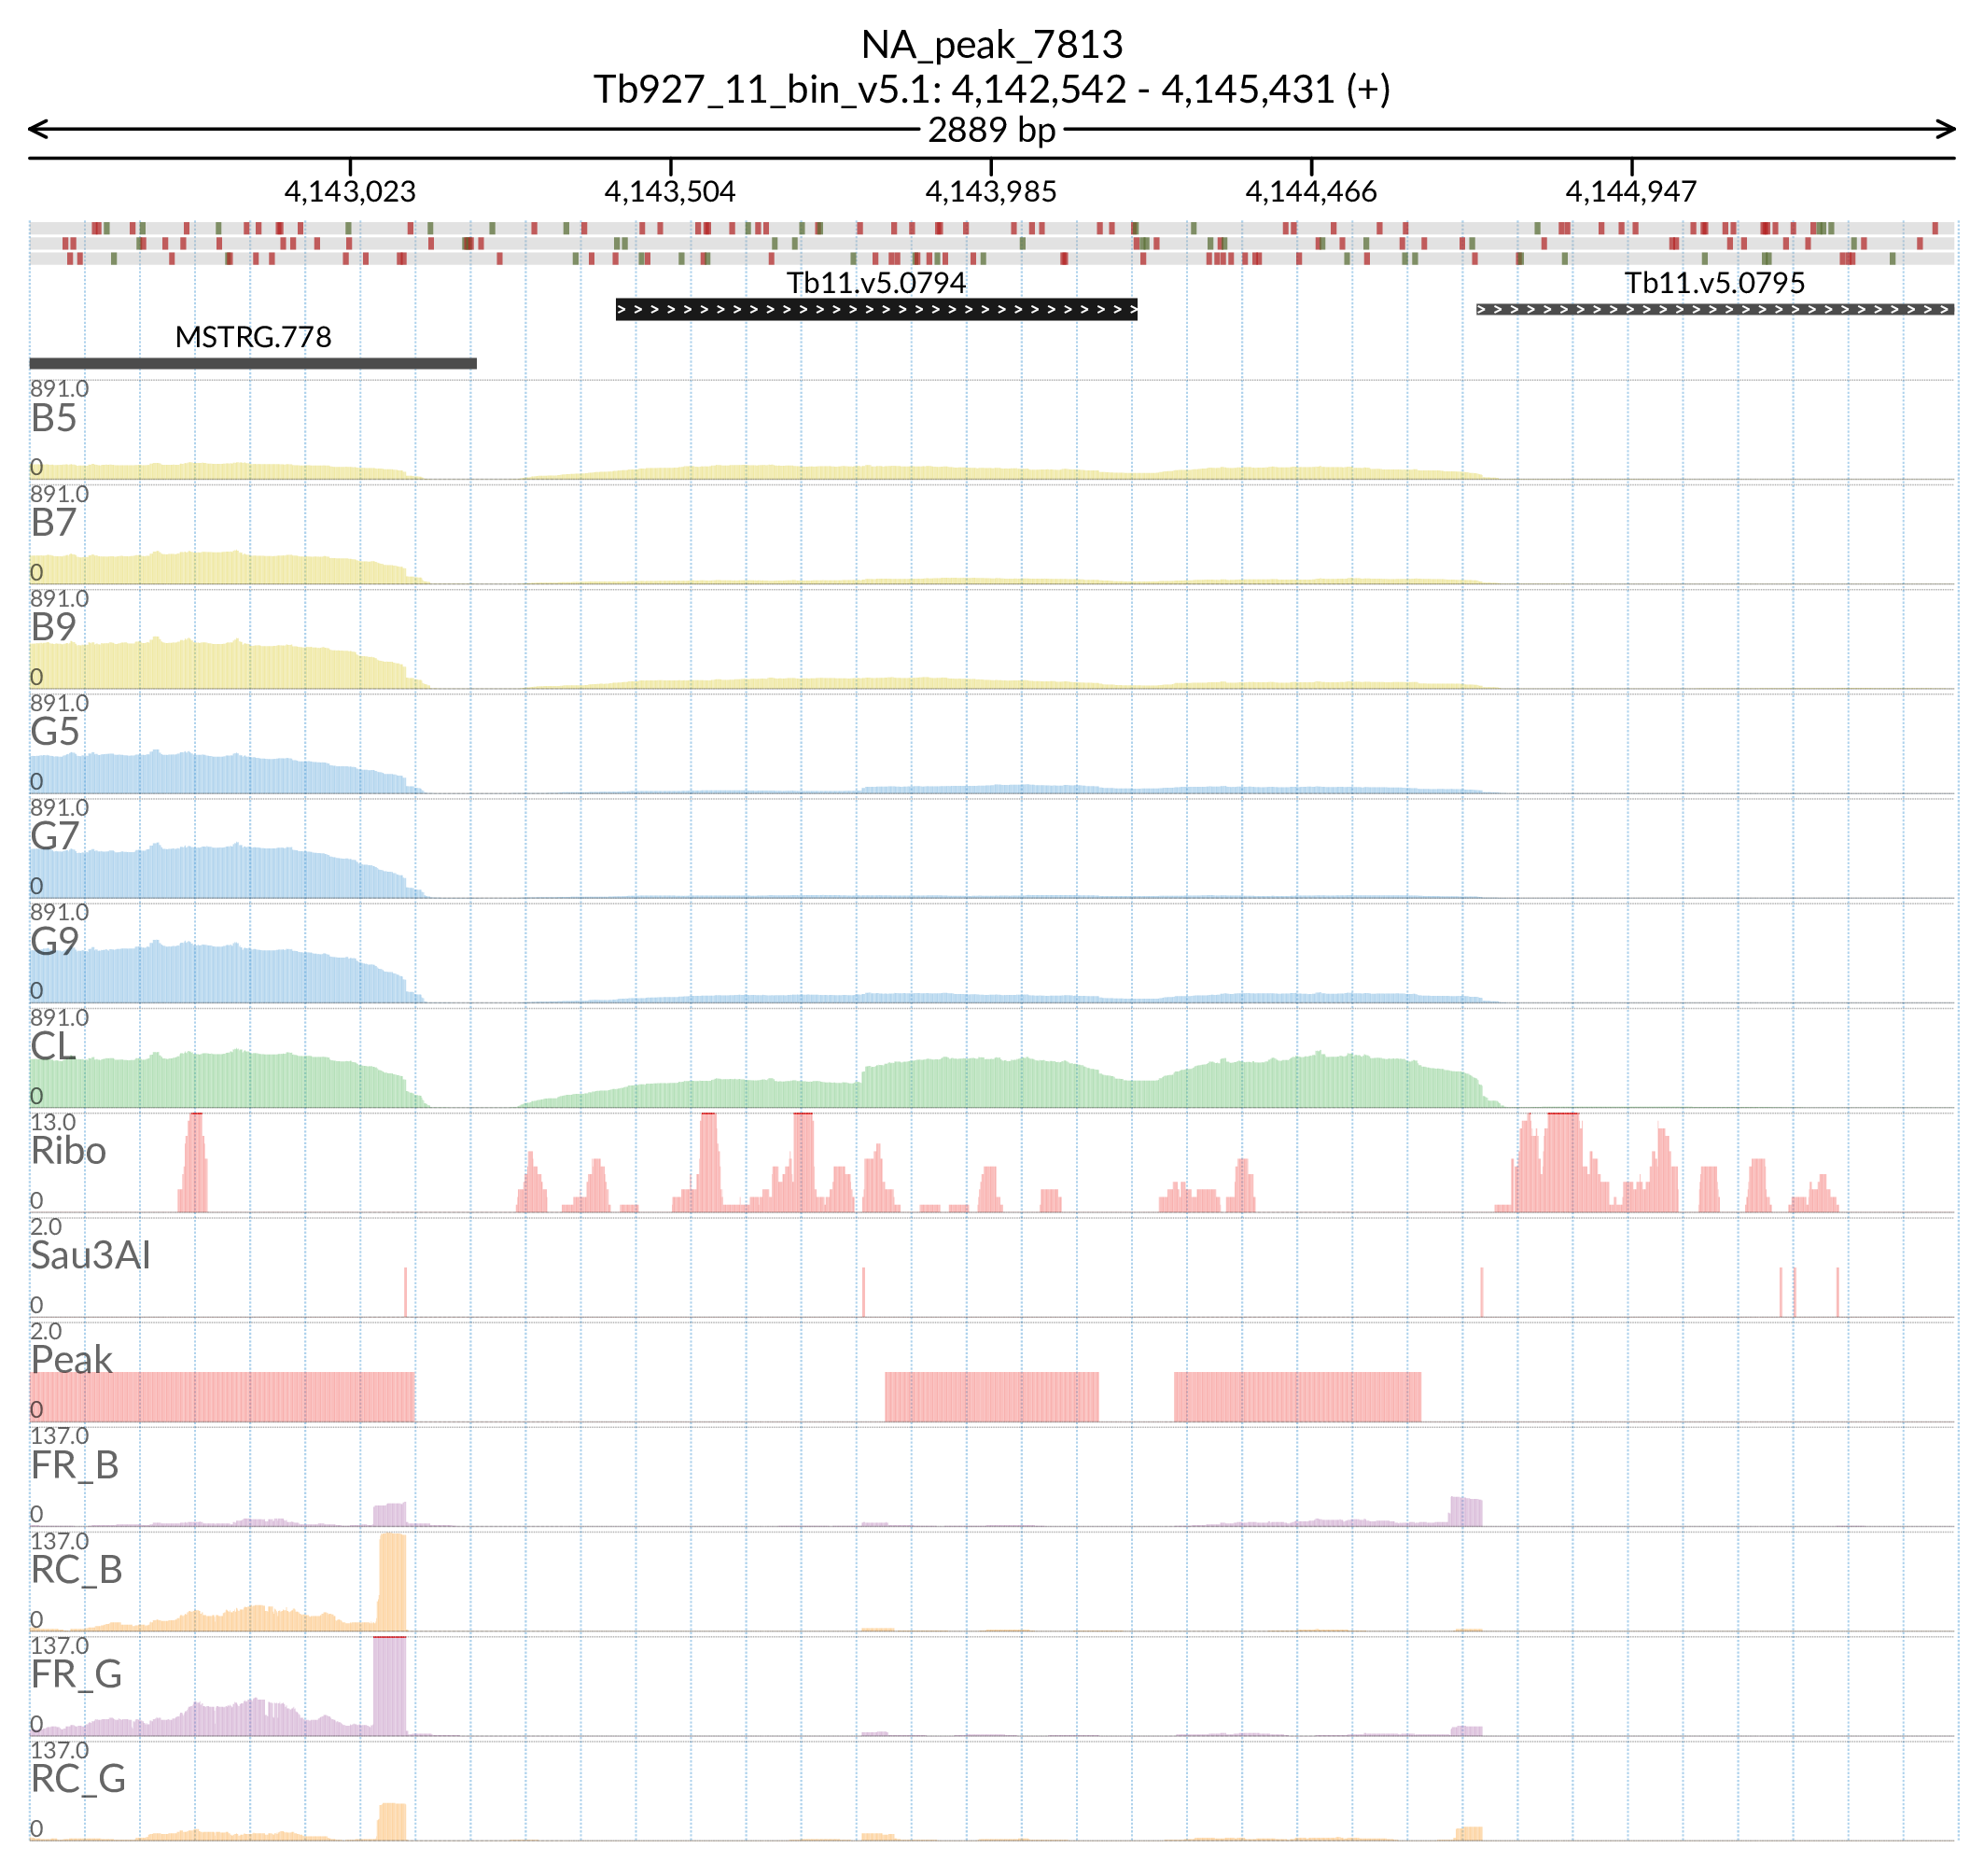 NA_peak_7813
Tb927_11_bin_v5.1: 4,142,542 - 4,145,431 (+)
2889 bp
4,143,023 4,143,504 4,143,985 4,144,466 4,144,947
Tb11.v5.0794 Tb11.v5.0795
MSTRG.778
891.0
B5
0
891.0
B7
0
891.0
B9
0
891.0
G5
0
891.0
G7
0
891.0
G9
0
891.0
CL
0
13.0
Ribo
0
2.0
Sau3AI
0
2.0
Peak
0
137.0
FR_B
0
137.0
RC_B
0
137.0
FR_G
0
137.0
RC_G
0